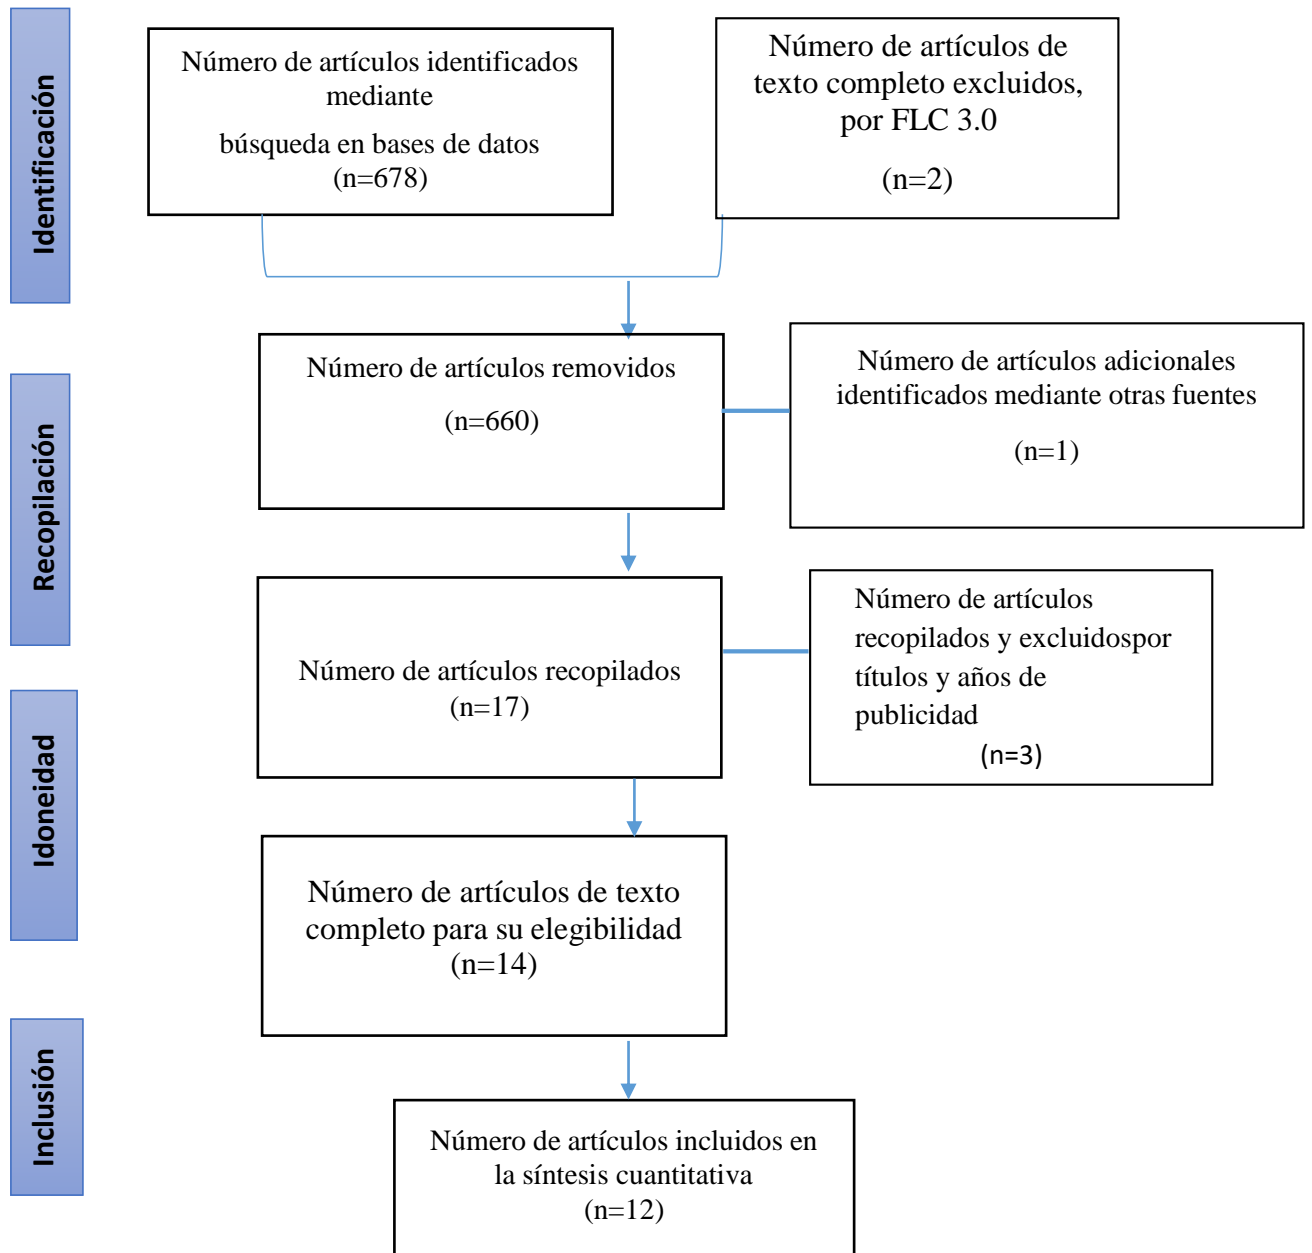 Identificación
Número de artículos identificados
mediante
búsqueda en bases de datos
(n=678)
Número de artículos de
texto completo excluidos,
por FLC 3.0
(n=2)
Recopilación
Número de artículos removidos
(n=660)
Número de artículos adicionales
identificados mediante otras fuentes
(n=1)
Número de artículos recopilados
(n=17)
Número de artículos
recopilados y excluidospor
títulos y años de
publicidad
(n=3)
Idoneidad
Número de artículos de texto
completo para su elegibilidad
(n=14)
Inclusión
Número de artículos incluidos en
la síntesis cuantitativa
(n=12)